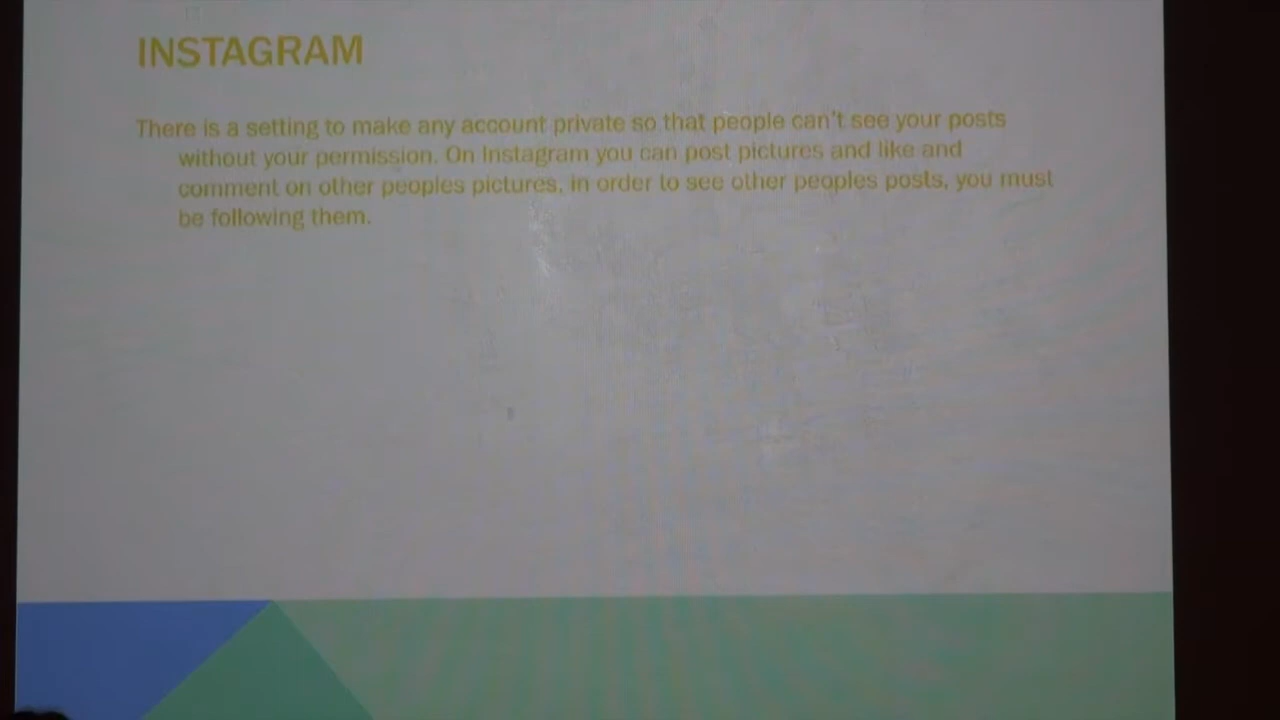 INSTAGRAM
There is a setting to make any account private so that people can't see your posts
without your permission. On Instagram you can post pictures and like and
comment on other peoples pictures, in order to see other peoples posts, you must
be following them.